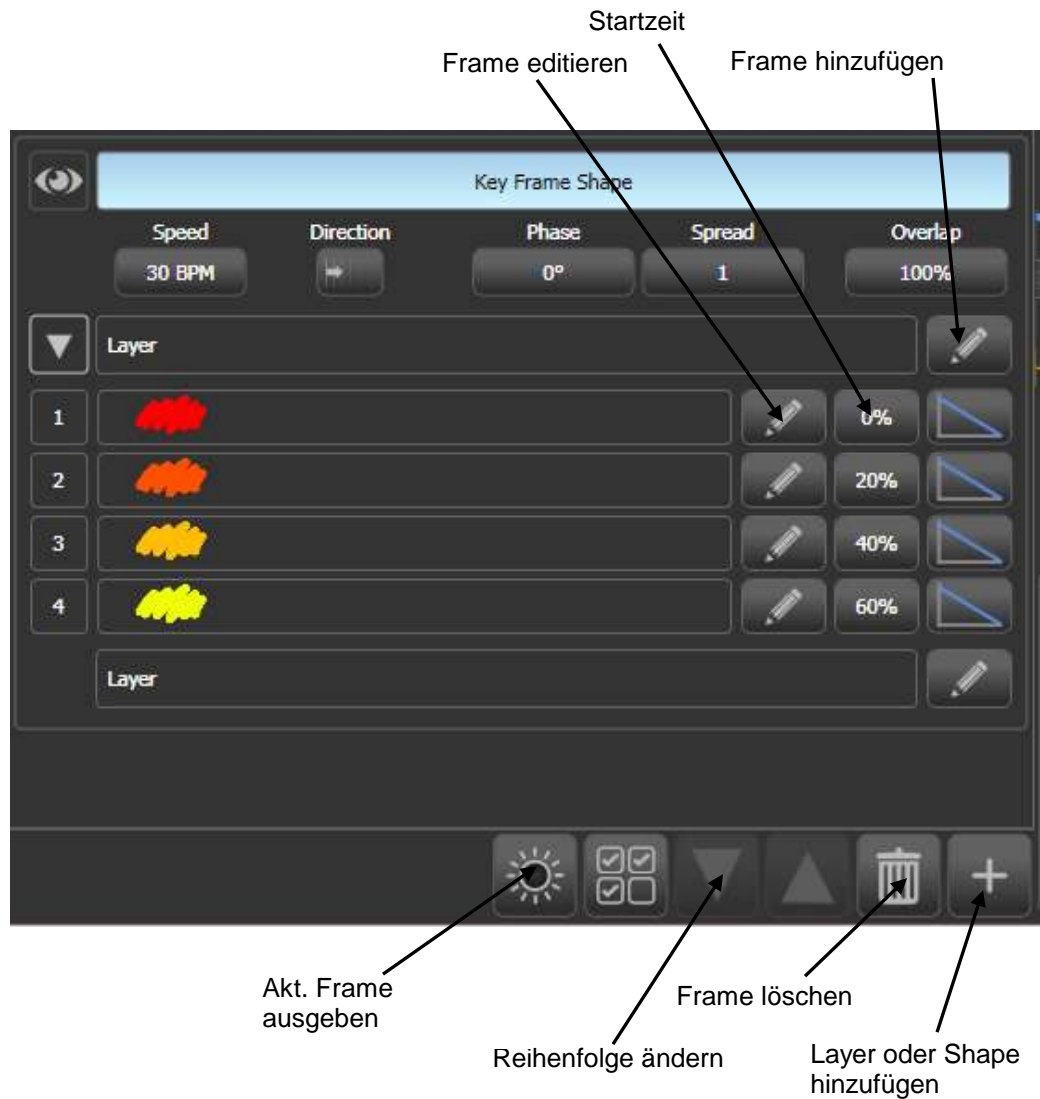 Startzeit
Frame editieren
Frame hinzufügen
Key Frame Shape
Speed Direction Phase Spread Overlap
30 BPM 0° 1 100%
Layer
1 0%
2 20%
3 40%
4 60%
Layer
Akt. Frame
ausgeben
Frame löschen
Reihenfolge ändern
Layer oder Shape
hinzufügen